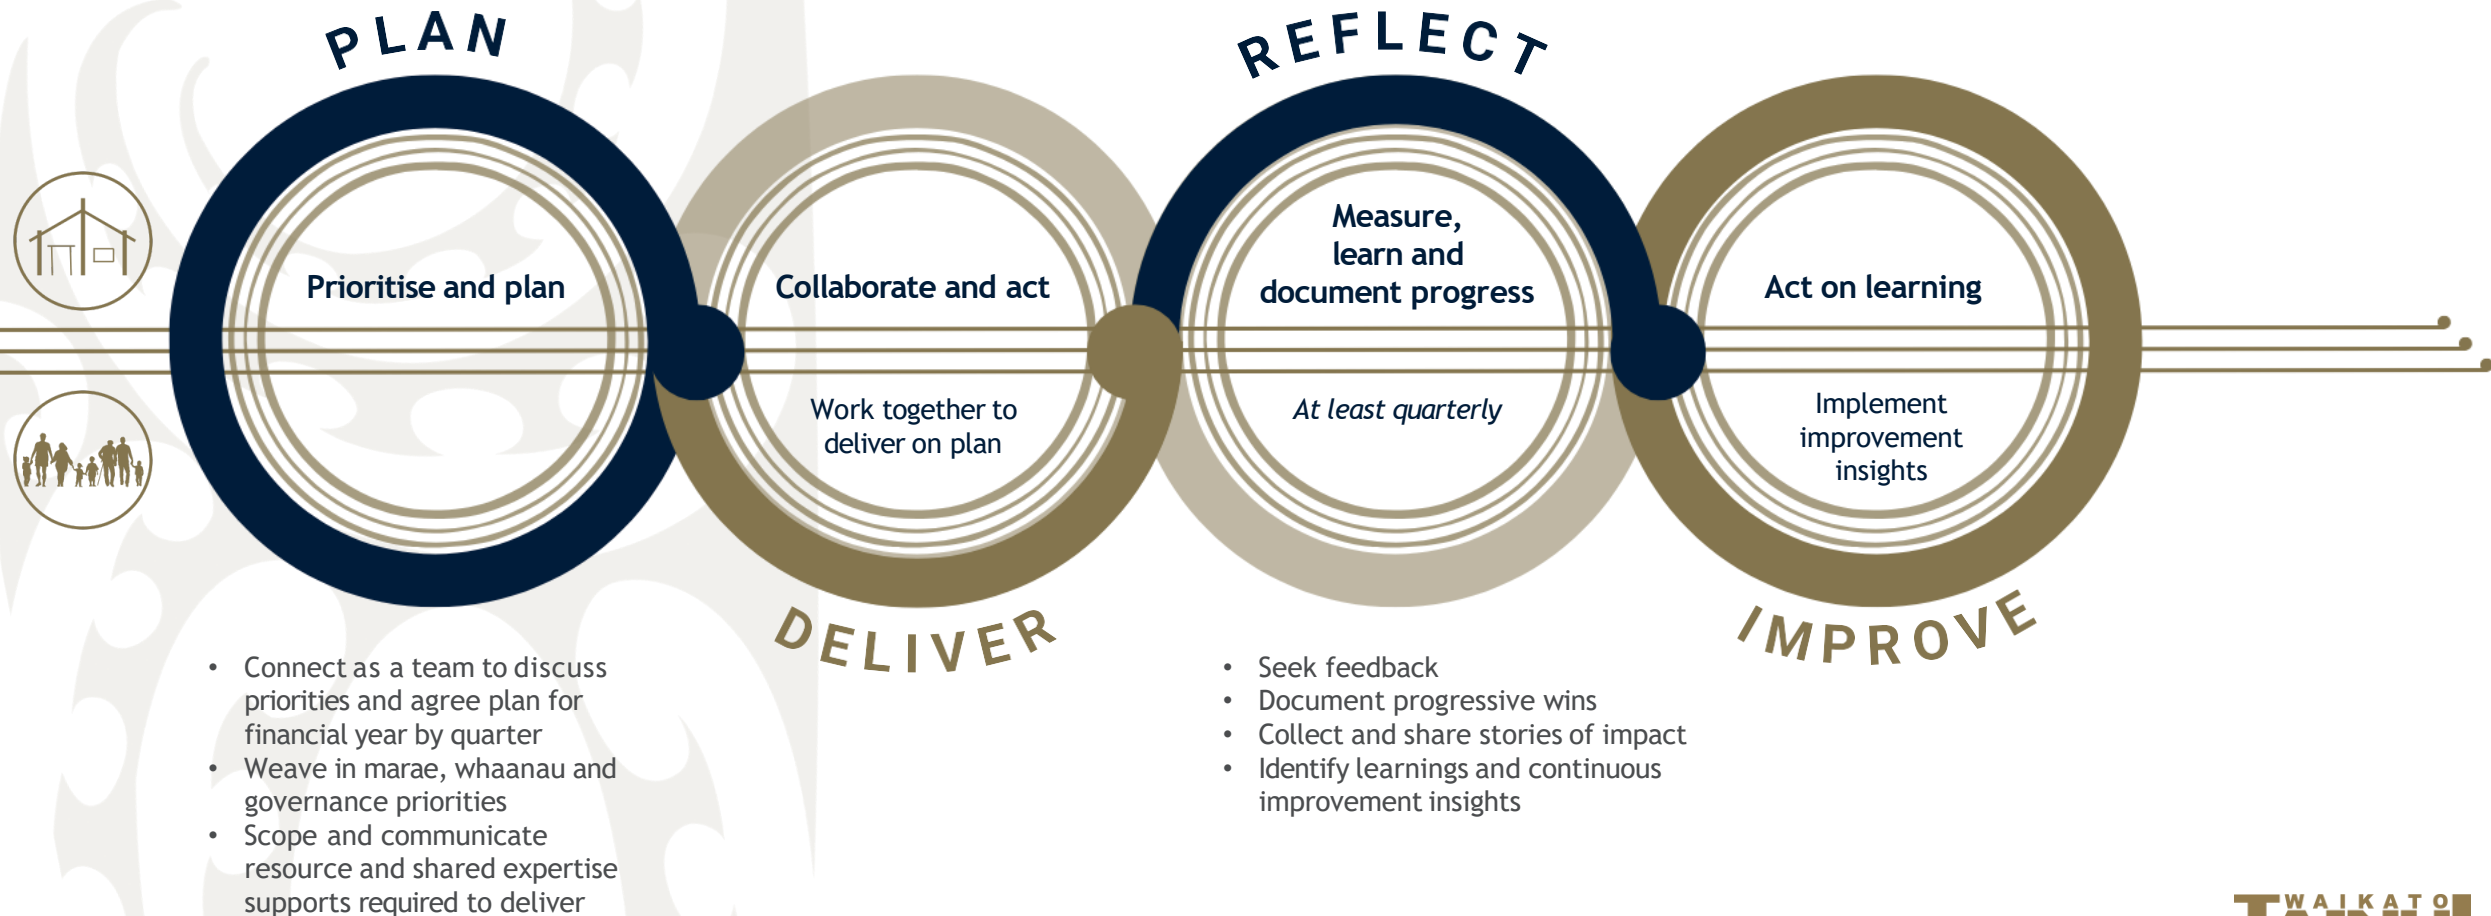 PLAN
REFLECT
Prioritise and plan
Collaborate and act
Work together to
deliver on plan
Measure,
learn and
document progress
At least quarterly
Act on learning
Implement
improvement
insights
DELIVER
IMPROVE
• Connect as a team to discuss
priorities and agree plan for
financial year by quarter
• Weave in marae, whaanau and
governance priorities
• Scope and communicate
resource and shared expertise
supports required to deliver
• Seek feedback
• Document progressive wins
• Collect and share stories of impact
• Identify learnings and continuous
improvement insights
WAIKATO